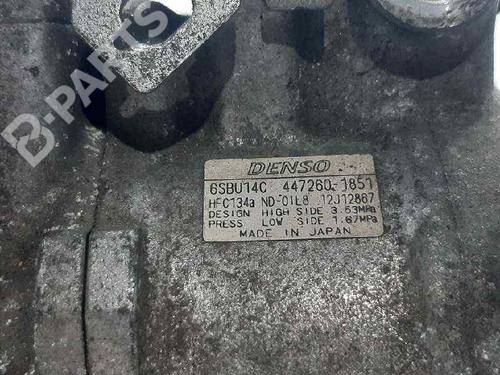 B-PARTS
DENSO
6SBU14C 447260-1851
HFC134a ND-OIL8 12J12887
DESIGN HIGH SIDE 3.53MPa
PRESS LOW SIDE 1.67MPa
MADE IN JAPAN